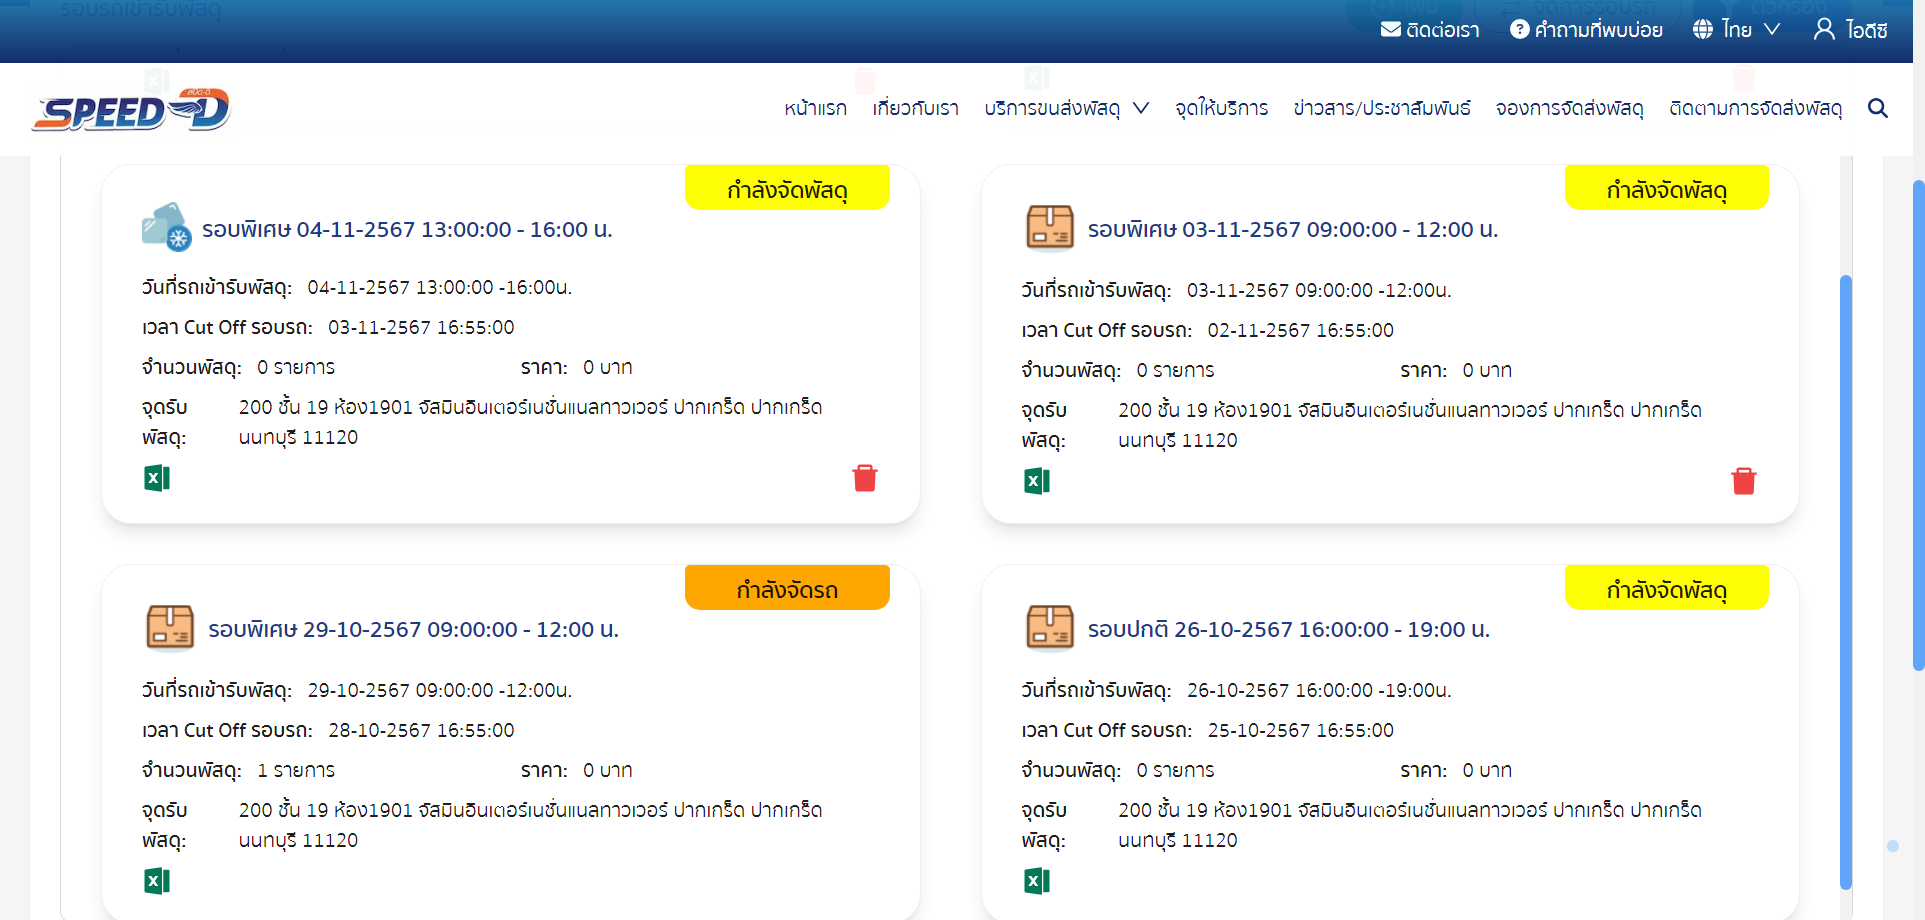 รอบรถเข้ารับพัสดุ
ติดต่อเรา คำถามที่พบบ่อย ไทย ไอดีซี
สปีด-ดี
SPEED-D
หน้าแรก เกี่ยวกับเรา บริการขนส่งพัสดุ จุดให้บริการ ข่าวสาร/ประชาสัมพันธ์ จองการจัดส่งพัสดุ ติดตามการจัดส่งพัสดุ
กำลังจัดพัสดุ
รอบพิเศษ 04-11-2567 13:00:00 - 16:00 น.
วันที่รถเข้ารับพัสดุ: 04-11-2567 13:00:00 -16:00น.
เวลา Cut Off รอบรถ: 03-11-2567 16:55:00
จำนวนพัสดุ: 0 รายการ ราคา: 0 บาท
จุดรับพัสดุ: 200 ชั้น 19 ห้อง1901 จัสมินอินเตอร์เนชั่นแนลทาวเวอร์ ปากเกร็ด ปากเกร็ด
นนทบุรี 11120
กำลังจัดพัสดุ
รอบพิเศษ 03-11-2567 09:00:00 - 12:00 น.
วันที่รถเข้ารับพัสดุ: 03-11-2567 09:00:00 -12:00น.
เวลา Cut Off รอบรถ: 02-11-2567 16:55:00
จำนวนพัสดุ: 0 รายการ ราคา: 0 บาท
จุดรับพัสดุ: 200 ชั้น 19 ห้อง1901 จัสมินอินเตอร์เนชั่นแนลทาวเวอร์ ปากเกร็ด ปากเกร็ด
นนทบุรี 11120
กำลังจัดรถ
รอบพิเศษ 29-10-2567 09:00:00 - 12:00 น.
วันที่รถเข้ารับพัสดุ: 29-10-2567 09:00:00 -12:00น.
เวลา Cut Off รอบรถ: 28-10-2567 16:55:00
จำนวนพัสดุ: 1 รายการ ราคา: 0 บาท
จุดรับพัสดุ: 200 ชั้น 19 ห้อง1901 จัสมินอินเตอร์เนชั่นแนลทาวเวอร์ ปากเกร็ด ปากเกร็ด
นนทบุรี 11120
กำลังจัดพัสดุ
รอบปกติ 26-10-2567 16:00:00 - 19:00 น.
วันที่รถเข้ารับพัสดุ: 26-10-2567 16:00:00 -19:00น.
เวลา Cut Off รอบรถ: 25-10-2567 16:55:00
จำนวนพัสดุ: 0 รายการ ราคา: 0 บาท
จุดรับพัสดุ: 200 ชั้น 19 ห้อง1901 จัสมินอินเตอร์เนชั่นแนลทาวเวอร์ ปากเกร็ด ปากเกร็ด
นนทบุรี 11120